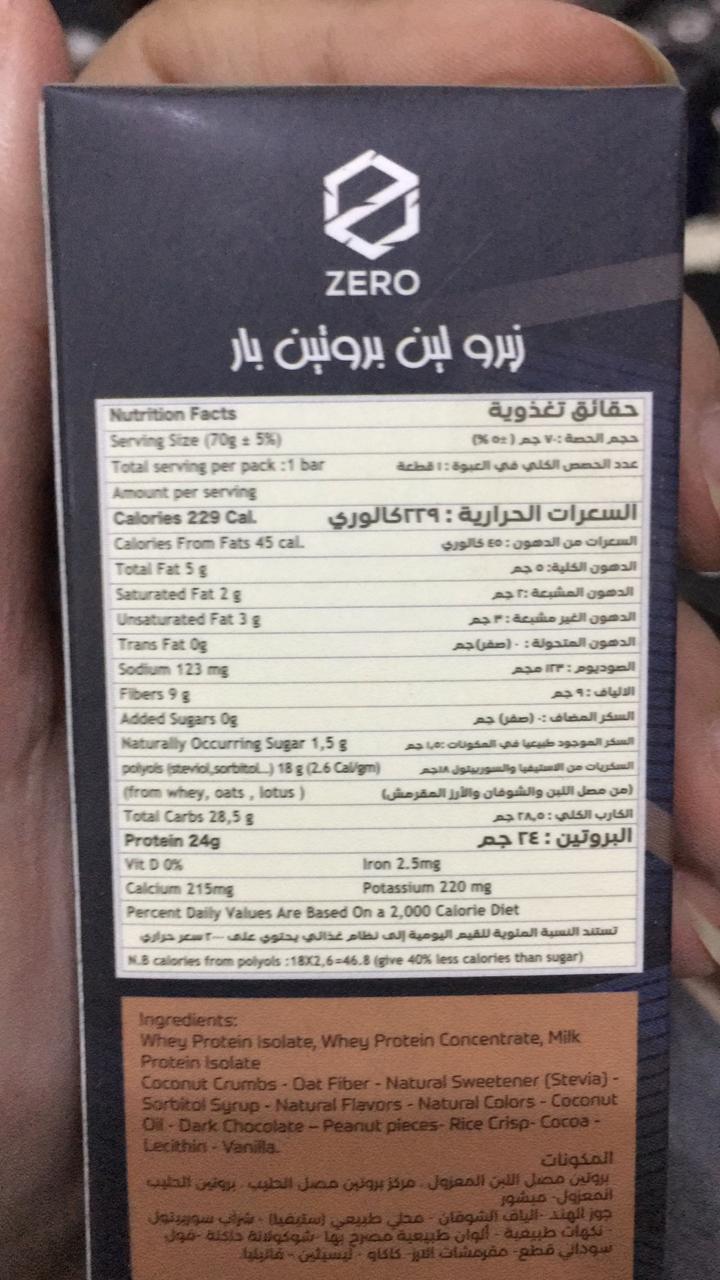 ZERO
زيرو لين بروتين بار
Nutrition Facts حقائق تغذوية
Serving Size (70g ± 5%) حجم الحصة :٧٠ جم (±٥ %)
Total serving per pack :1 bar عدد الحصص الكلي في العبوة : ١ قطعة
Amount per serving
Calories 229 Cal. السعرات الحرارية : ٢٢٩كالوري
Calories From Fats 45 cal. السعرات من الدهون : ٤٥ كالوري
Total Fat 5 g الدهون الكلية: ٥ جم
Saturated Fat 2 g الدهون المشبعة :٢ جم
Unsaturated Fat 3 g الدهون الغير مشبعة : ٣ جم
Trans Fat 0g الدهون المتحولة : ٠ (صفر)جم
Sodium 123 mg الصوديوم : ١٢٣ مجم
Fibers 9 g الالياف : ٩ جم
Added Sugars 0g السكر المضاف :٠ (صفر) جم
Naturally Occurring Sugar 1,5 g السكر الموجود طبيعيا في المكونات :١,٥ جم
polyols (steviol,sorbitol...) 18 g (2.6 Cal/gm) السكريات من الاستيفيا والسوربيتول ١٨جم
(from whey, oats , lotus ) (من مصل اللبن والشوفان والأرز المقرمش)
Total Carbs 28,5 g الكارب الكلي : ٢٨,٥ جم
Protein 24g البروتين : ٢٤ جم
Vit D 0% Iron 2.5mg
Calcium 215mg Potassium 220 mg
Percent Daily Values Are Based On a 2,000 Calorie Diet
تستند النسبة المئوية للقيم اليومية إلى نظام غذائي يحتوي على ٢٠٠٠ سعر حراري
N.B calories from polyols :18X2,6=46.8 (give 40% less calories than sugar)
Ingredients:
Whey Protein Isolate, Whey Protein Concentrate, Milk
Protein Isolate
Coconut Crumbs - Oat Fiber - Natural Sweetener (Stevia) -
Sorbitol Syrup - Natural Flavors - Natural Colors - Coconut
Oil - Dark Chocolate – Peanut pieces- Rice Crisp- Cocoa -
Lecithin - Vanilla.
المكونات
بروتين مصل اللبن المعزول ، مركز بروتين مصل الحليب ، بروتين الحليب
المعزول- مبشور
جوز الهند -الياف الشوفان - محلي طبيعي (ستيفيا) - شراب سوربيتول
- نكهات طبيعية - ألوان طبيعية مصرح بها -شوكولاتة داكنة -فول
سوداني قطع- مقرمشات الارز- كاكاو - ليسيثين - فانيليا.